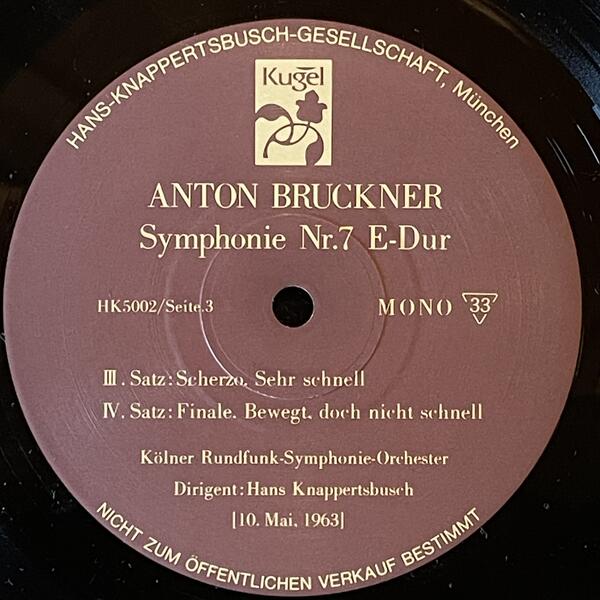 HANS-KNAPPERTSBUSCH-GESELLSCHAFT, München
Kugel
ANTON BRUCKNER
Symphonie Nr.7 E-Dur
HK5002/Seite.3
MONO 33
III. Satz: Scherzo. Sehr schnell
IV. Satz: Finale. Bewegt, doch nicht schnell
Kölner Rundfunk-Symphonie-Orchester
Dirigent: Hans Knappertsbusch
[10. Mai, 1963]
NICHT ZUM ÖFFENTLICHEN VERKAUF BESTIMMT